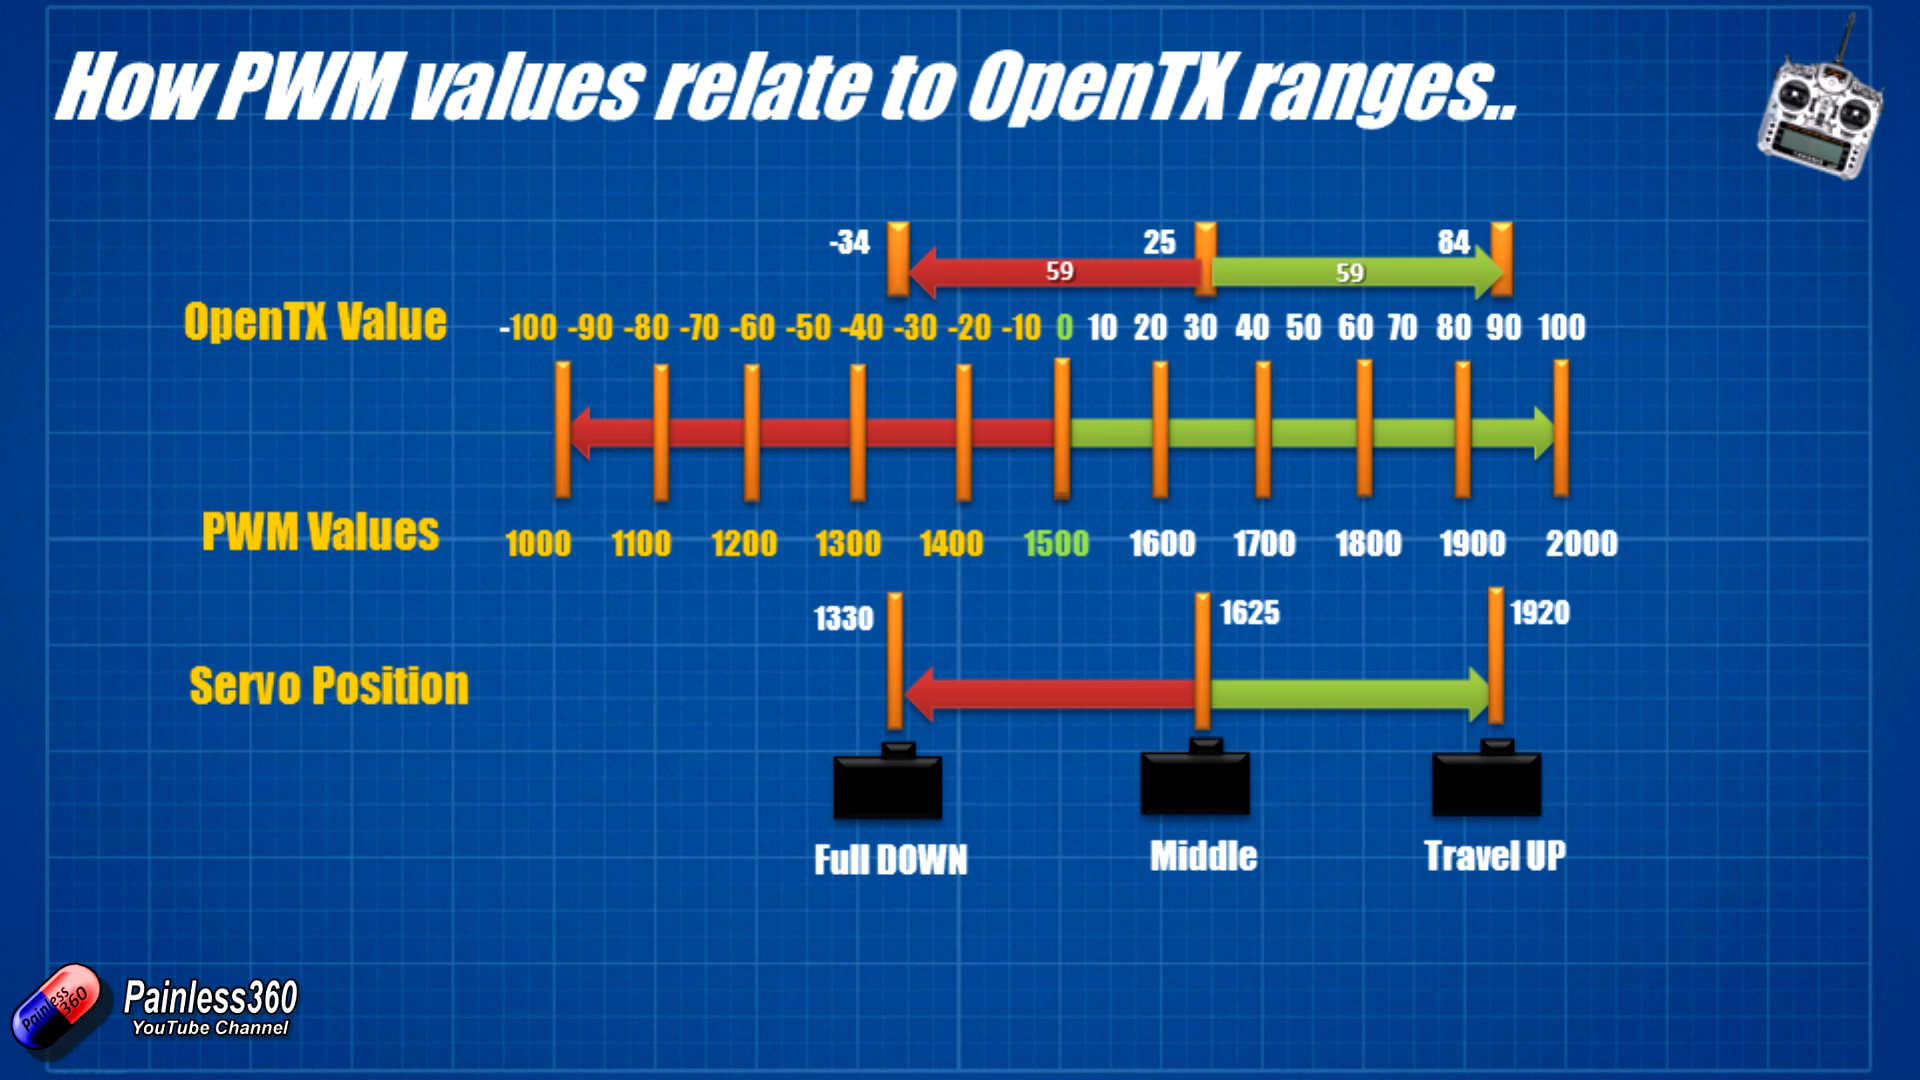 How PWM values relate to OpenTX ranges..
-34 25 84
59 59
OpenTX Value -100 -90 -80 -70 -60 -50 -40 -30 -20 -10 0 10 20 30 40 50 60 70 80 90 100
PWM Values 1000 1100 1200 1300 1400 1500 1600 1700 1800 1900 2000
1330 1625 1920
Servo Position
Full DOWN Middle Travel UP
Painless360
Painless360
YouTube Channel